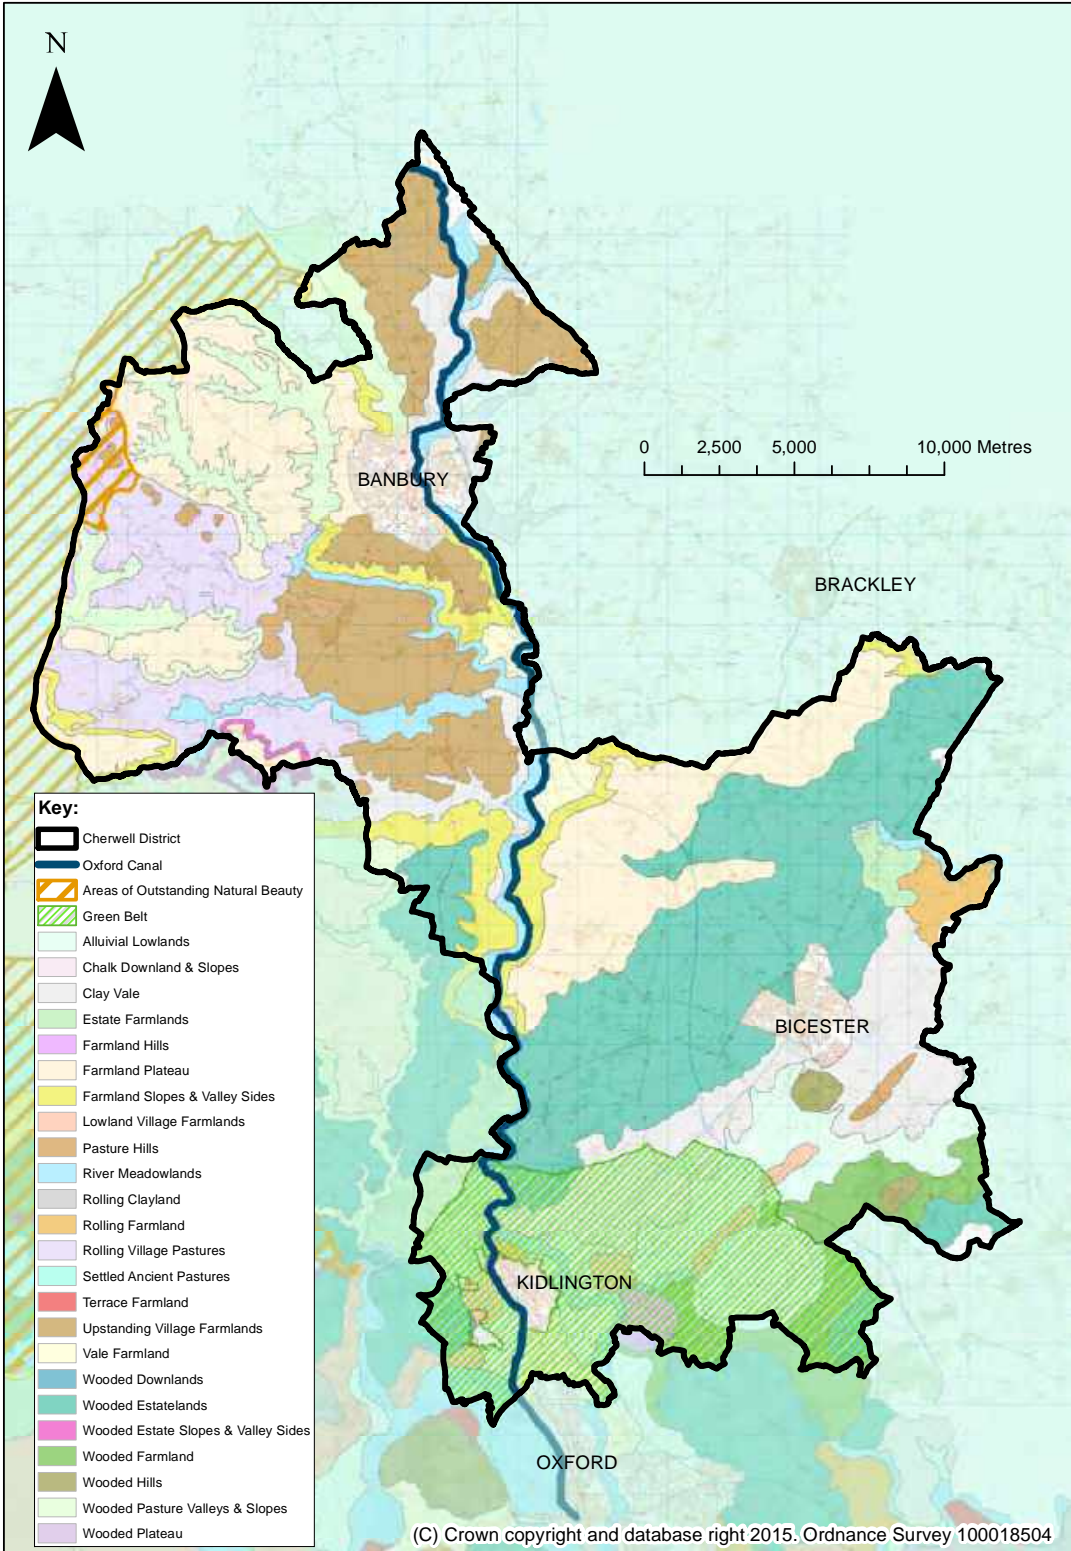 N
0 2,500 5,000 10,000 Metres
BANBURY
BRACKLEY
BICESTER
KIDLINGTON
OXFORD
Key:
Cherwell District
Oxford Canal
Areas of Outstanding Natural Beauty
Green Belt
Alluivial Lowlands
Chalk Downland & Slopes
Clay Vale
Estate Farmlands
Farmland Hills
Farmland Plateau
Farmland Slopes & Valley Sides
Lowland Village Farmlands
Pasture Hills
River Meadowlands
Rolling Clayland
Rolling Farmland
Rolling Village Pastures
Settled Ancient Pastures
Terrace Farmland
Upstanding Village Farmlands
Vale Farmland
Wooded Downlands
Wooded Estatelands
Wooded Estate Slopes & Valley Sides
Wooded Farmland
Wooded Hills
Wooded Pasture Valleys & Slopes
Wooded Plateau
(C) Crown copyright and database right 2015. Ordnance Survey 100018504